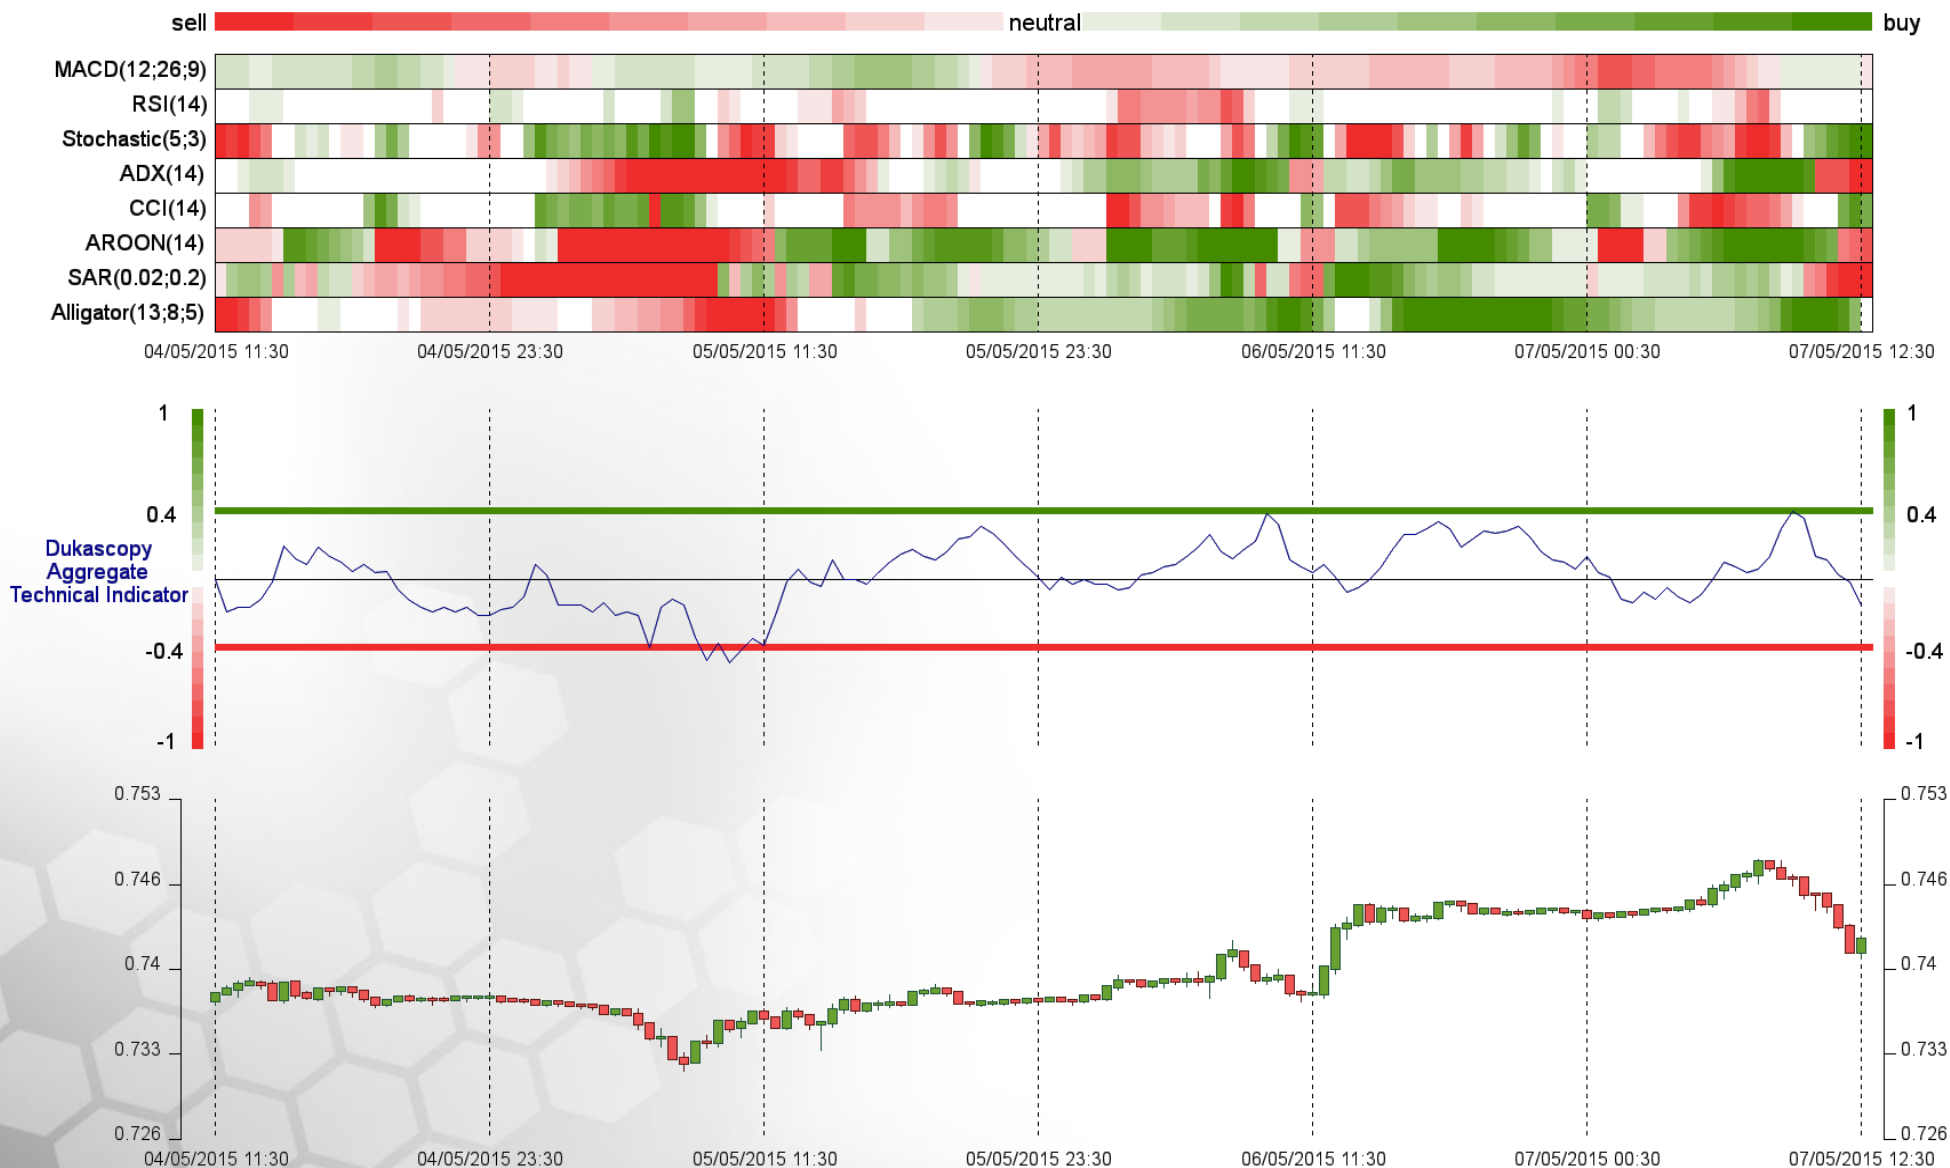 sell neutral buy
MACD(12;26;9)
RSI(14)
Stochastic(5;3)
ADX(14)
CCI(14)
AROON(14)
SAR(0.02;0.2)
Alligator(13;8;5)
04/05/2015 11:30 04/05/2015 23:30 05/05/2015 11:30 05/05/2015 23:30 06/05/2015 11:30 07/05/2015 00:30 07/05/2015 12:30
1 1
0.4 0.4
Dukascopy
Aggregate
Technical Indicator
-0.4 -0.4
-1 -1
0.753 0.753
0.746 0.746
0.74 0.74
0.733 0.733
0.726 0.726
04/05/2015 11:30 04/05/2015 23:30 05/05/2015 11:30 05/05/2015 23:30 06/05/2015 11:30 07/05/2015 00:30 07/05/2015 12:30